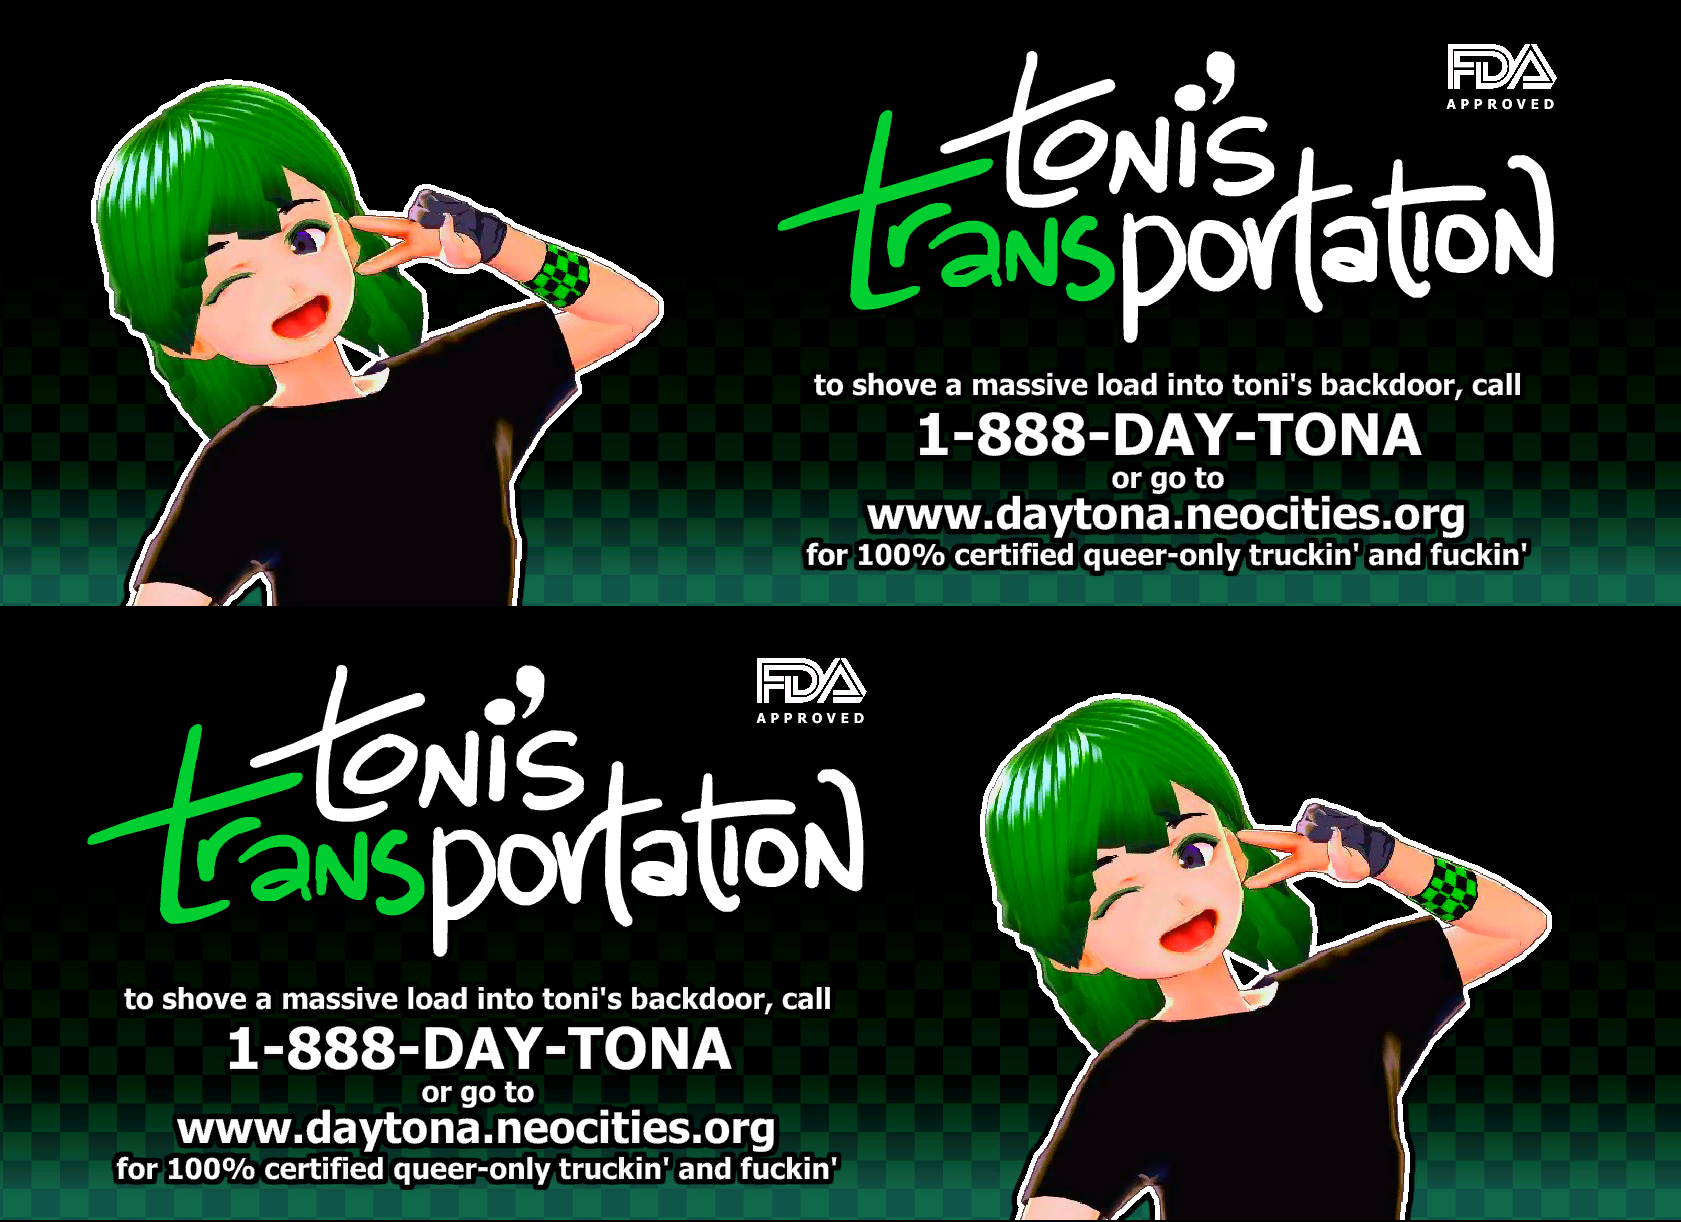 toni's
FDA
APPROVED
transportation
to shove a massive load into toni's backdoor, call
1-888-DAY-TONA
or go to
www.daytona.neocities.org
for 100% certified queer-only truckin' and fuckin'
toni's
FDA
APPROVED
transportation
to shove a massive load into toni's backdoor, call
1-888-DAY-TONA
or go to
www.daytona.neocities.org
for 100% certified queer-only truckin' and fuckin'